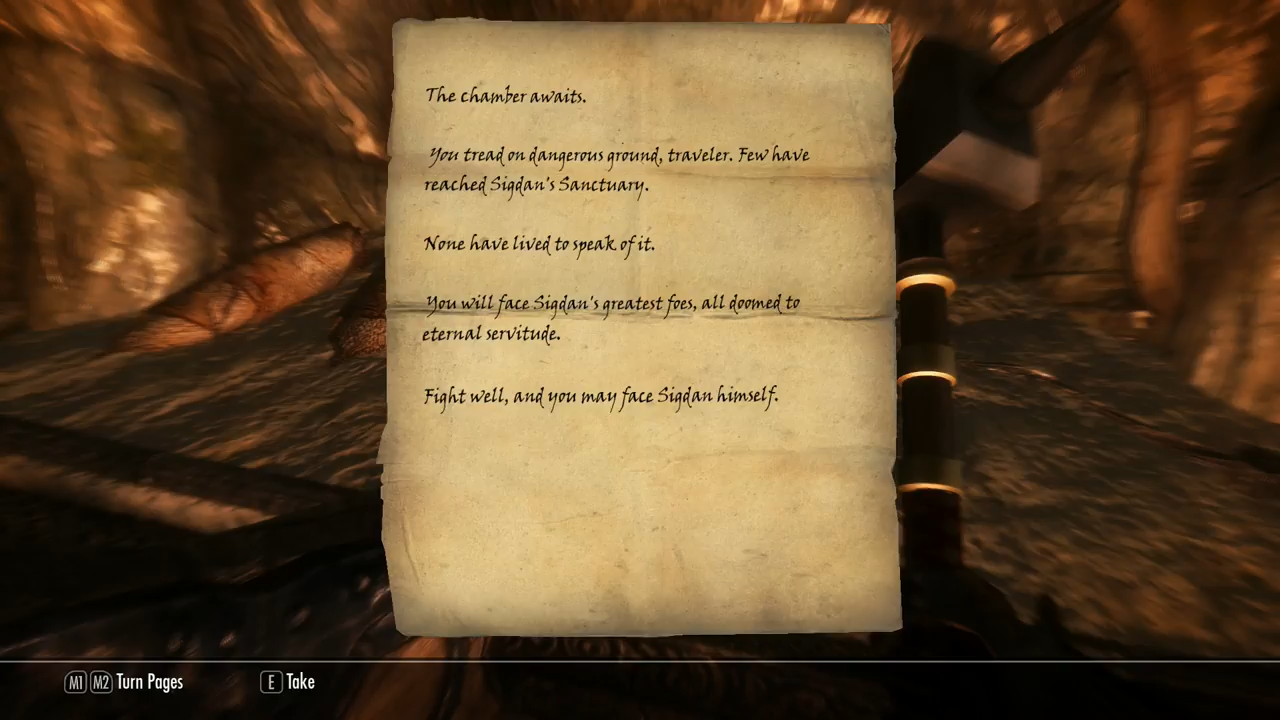 The chamber awaits.
You tread on dangerous ground, traveler. Few have
reached Sigdan's Sanctuary.
None have lived to speak of it.
You will face Sigdan's greatest foes, all doomed to
eternal servitude.
Fight well, and you may face Sigdan himself.
M1 M2 Turn Pages E Take